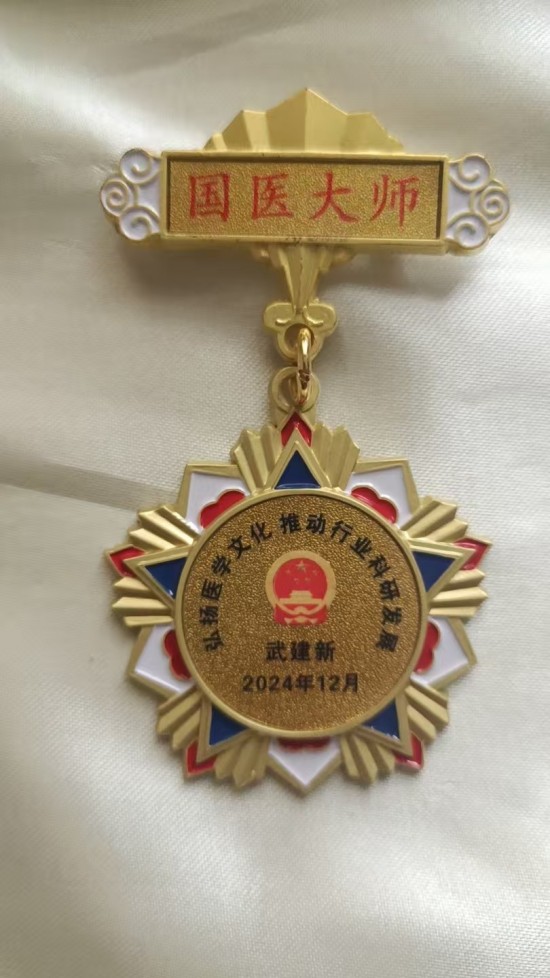 国医大师
弘扬医学文化 推动行业科研发展
武建新
2024年12月